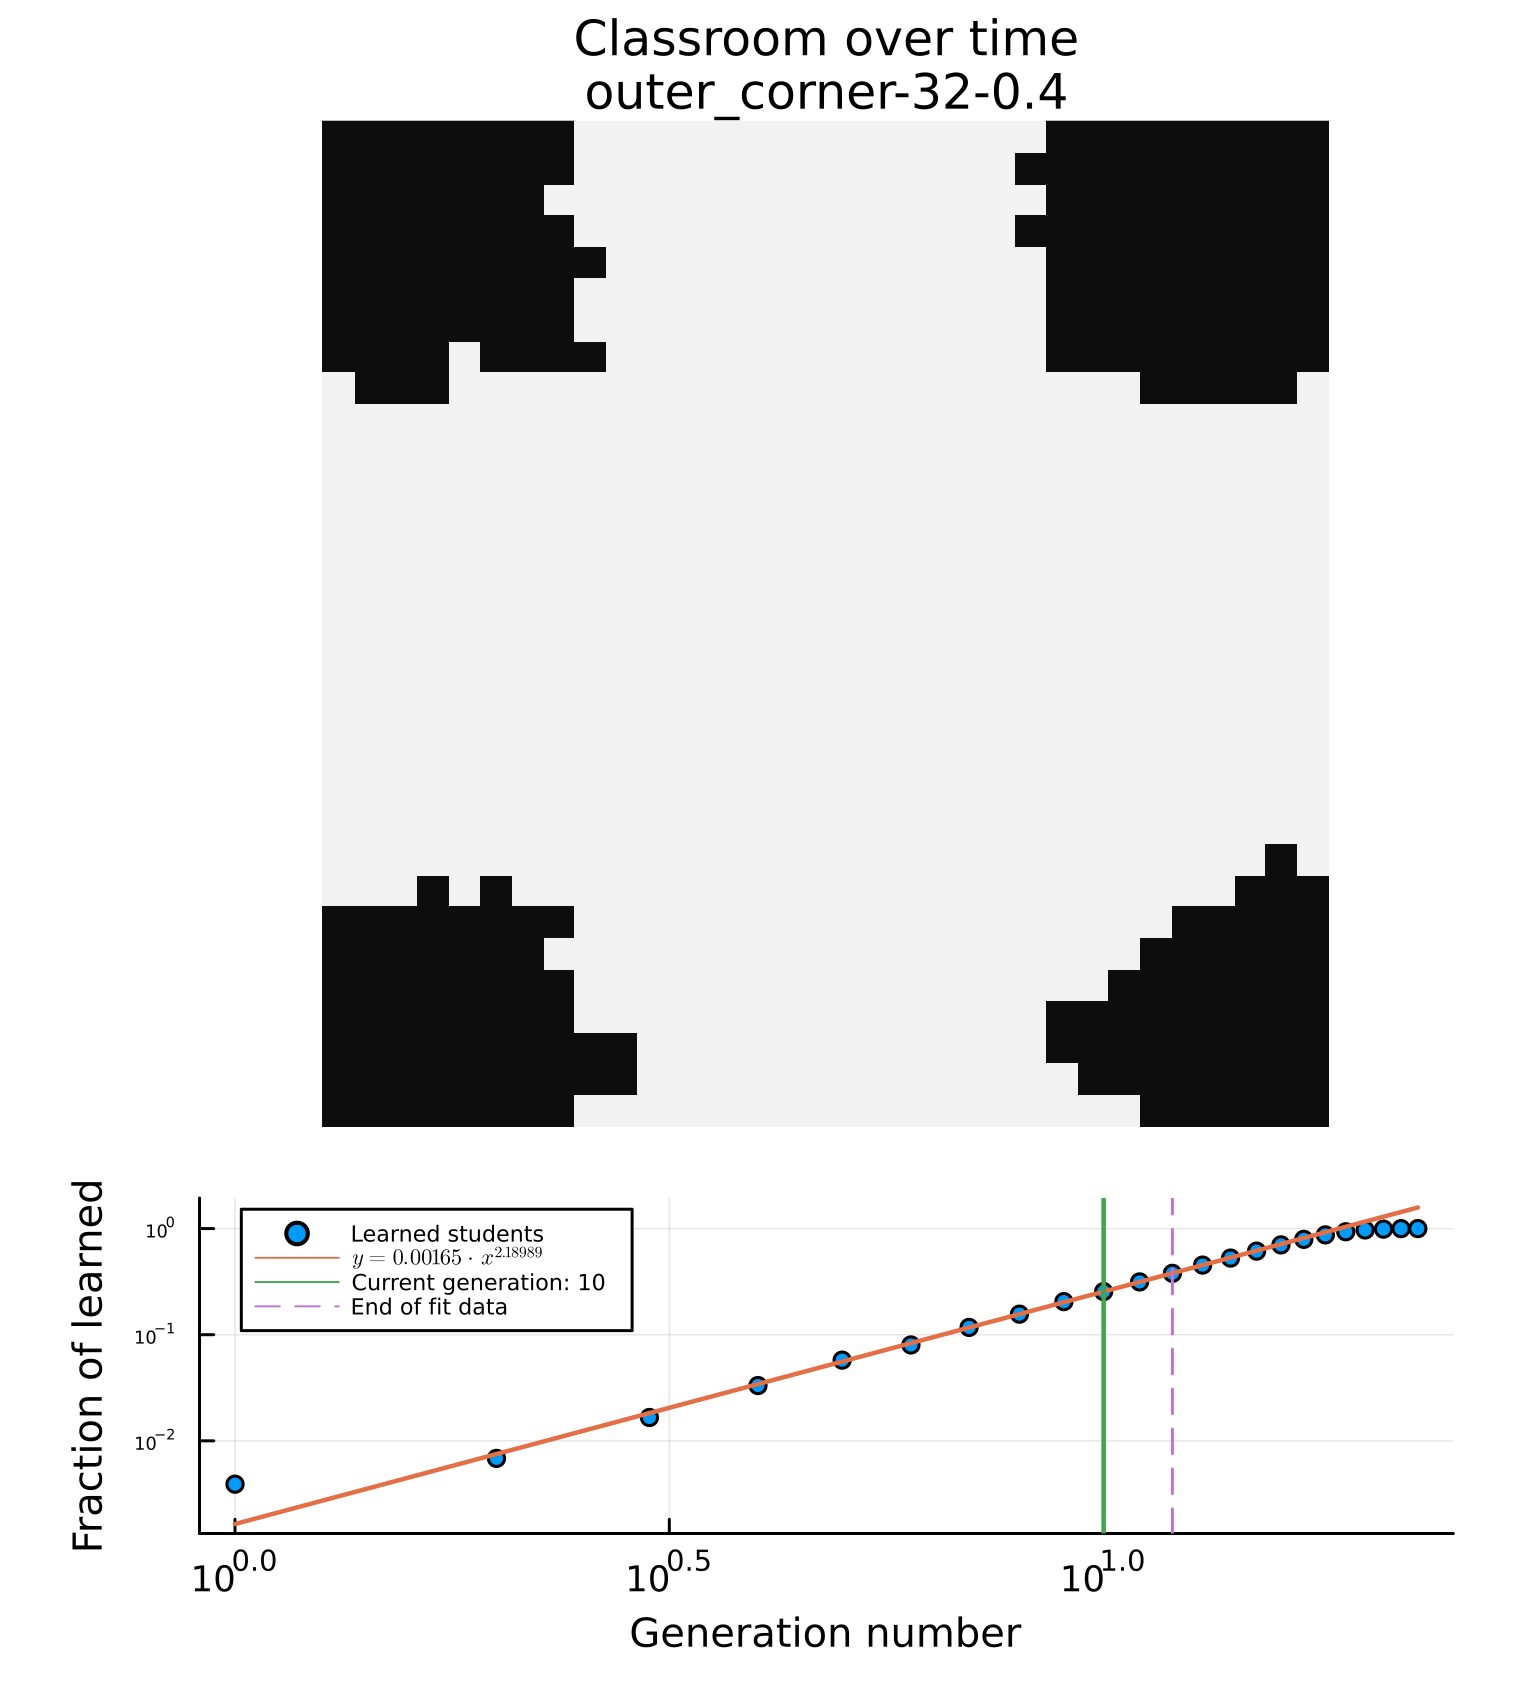 Classroom over time
outer_corner-32-0.4
Fraction of learned
10^0
10^-1
10^-2
Learned students
y = 0.00165 · x^2.18989
Current generation: 10
End of fit data
10^0.0 10^0.5 10^1.0
Generation number